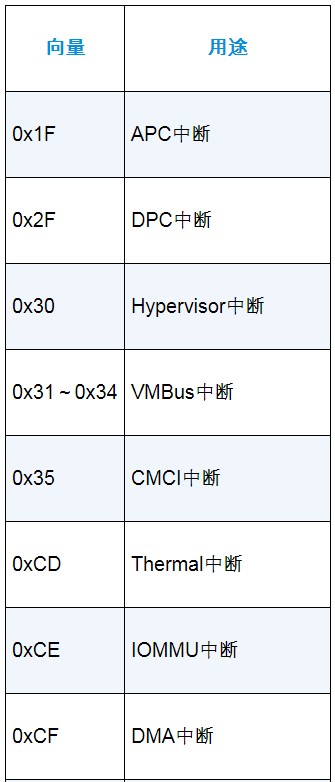 向量 用途
0x1F APC中断
0x2F DPC中断
0x30 Hypervisor中断
0x31～0x34 VMBus中断
0x35 CMCI中断
0xCD Thermal中断
0xCE IOMMU中断
0xCF DMA中断